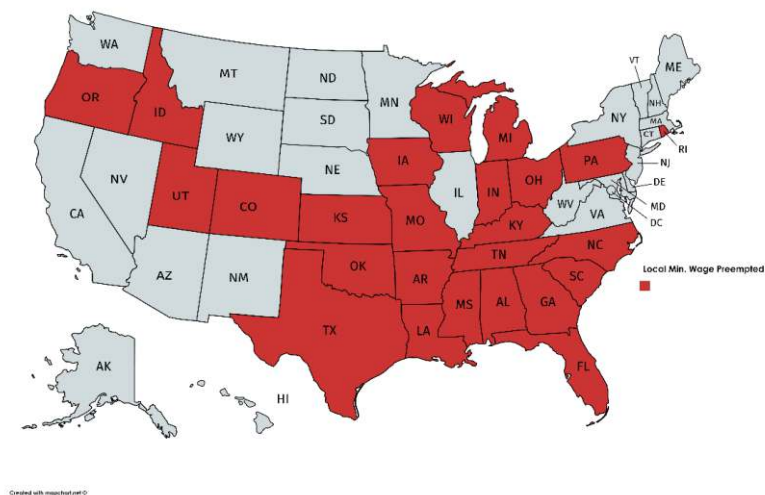 WA
MT
ND
MN
VT
ME
OR
ID
SD
WI
MI
NY
NH
MA
CT
RI
WY
NE
IA
PA
NJ
NV
UT
CO
IL
IN
OH
DE
CA
KS
MO
KY
WV
VA
MD
DC
AZ
NM
OK
AR
TN
NC
SC
Local Min. Wage Preempted
TX
LA
MS
AL
GA
FL
AK
HI
Created with mapchart.net ©